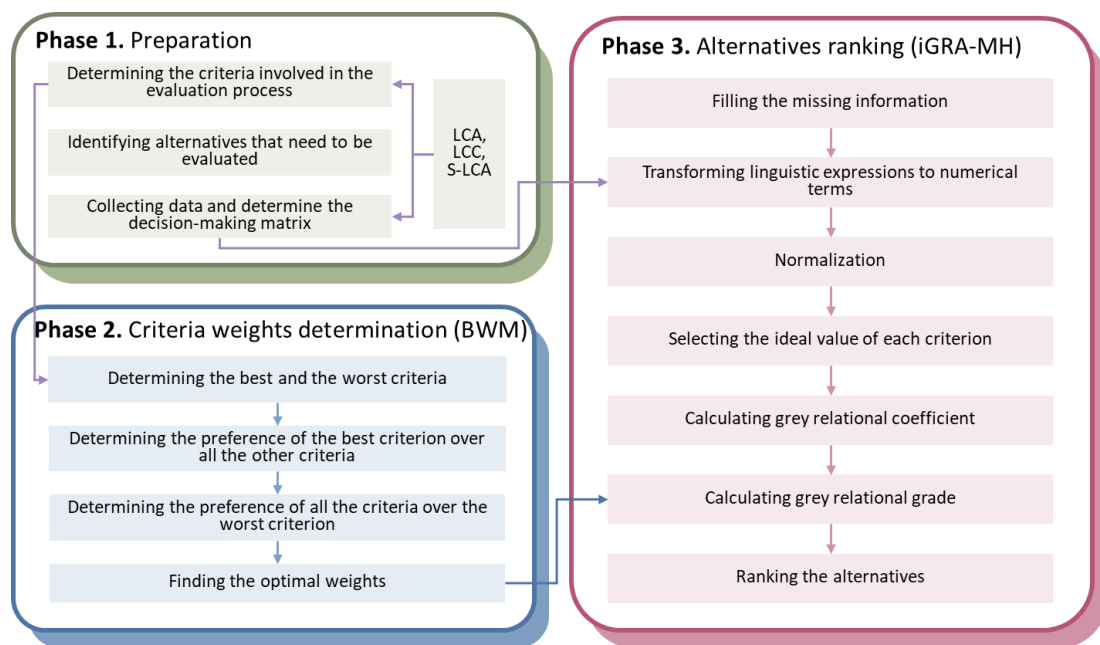 Phase 1. Preparation
Determining the criteria involved in the
evaluation process
Identifying alternatives that need to be
evaluated
Collecting data and determine the
decision-making matrix
LCA,
LCC,
S-LCA
Phase 2. Criteria weights determination (BWM)
Determining the best and the worst criteria
Determining the preference of the best criterion over
all the other criteria
Determining the preference of all the criteria over the
worst criterion
Finding the optimal weights
Phase 3. Alternatives ranking (iGRA-MH)
Filling the missing information
Transforming linguistic expressions to numerical
terms
Normalization
Selecting the ideal value of each criterion
Calculating grey relational coefficient
Calculating grey relational grade
Ranking the alternatives